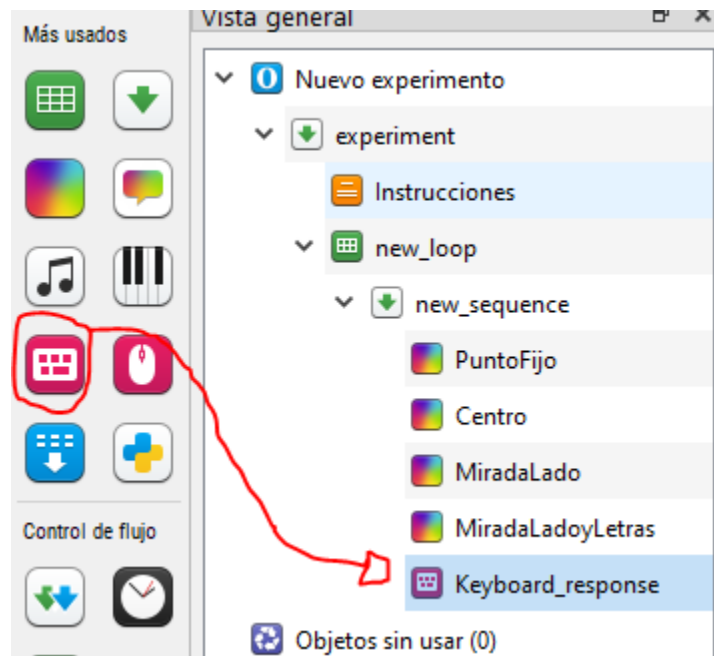 Más usados
Vista general
Nuevo experimento
experiment
Instrucciones
new_loop
new_sequence
PuntoFijo
Centro
MiradaLado
MiradaLadoyLetras
Control de flujo
Keyboard_response
Objetos sin usar (0)